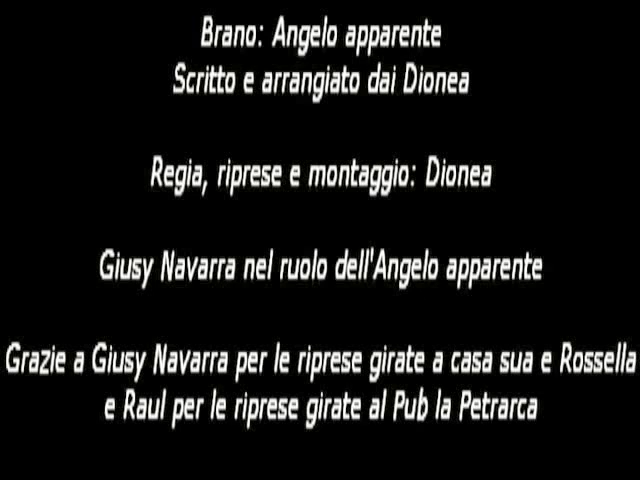 Brano: Angelo apparente
Scritto e arrangiato dai Dionea
Regia, riprese e montaggio: Dionea
Giusy Navarra nel ruolo dell'Angelo apparente
Grazie a Giusy Navarra per le riprese girate a casa sua e Rossella
e Raul per le riprese girate al Pub la Petrarca